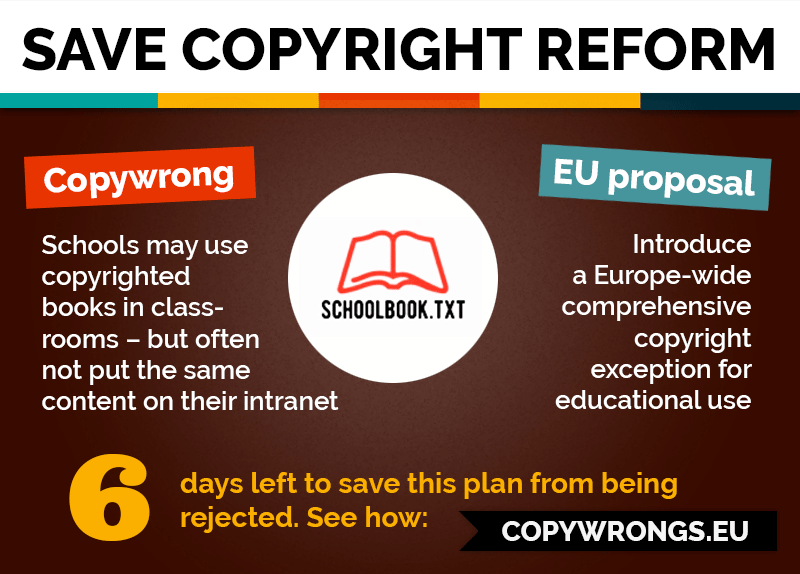 SAVE COPYRIGHT REFORM
Copywrong
Schools may use
copyrighted
books in class-
rooms – but often
not put the same
content on their intranet
SCHOOLBOOK.TXT
EU proposal
Introduce
a Europe-wide
comprehensive
copyright
exception for
educational use
6
days left to save this plan from being
rejected. See how:
COPYWRONGS.EU